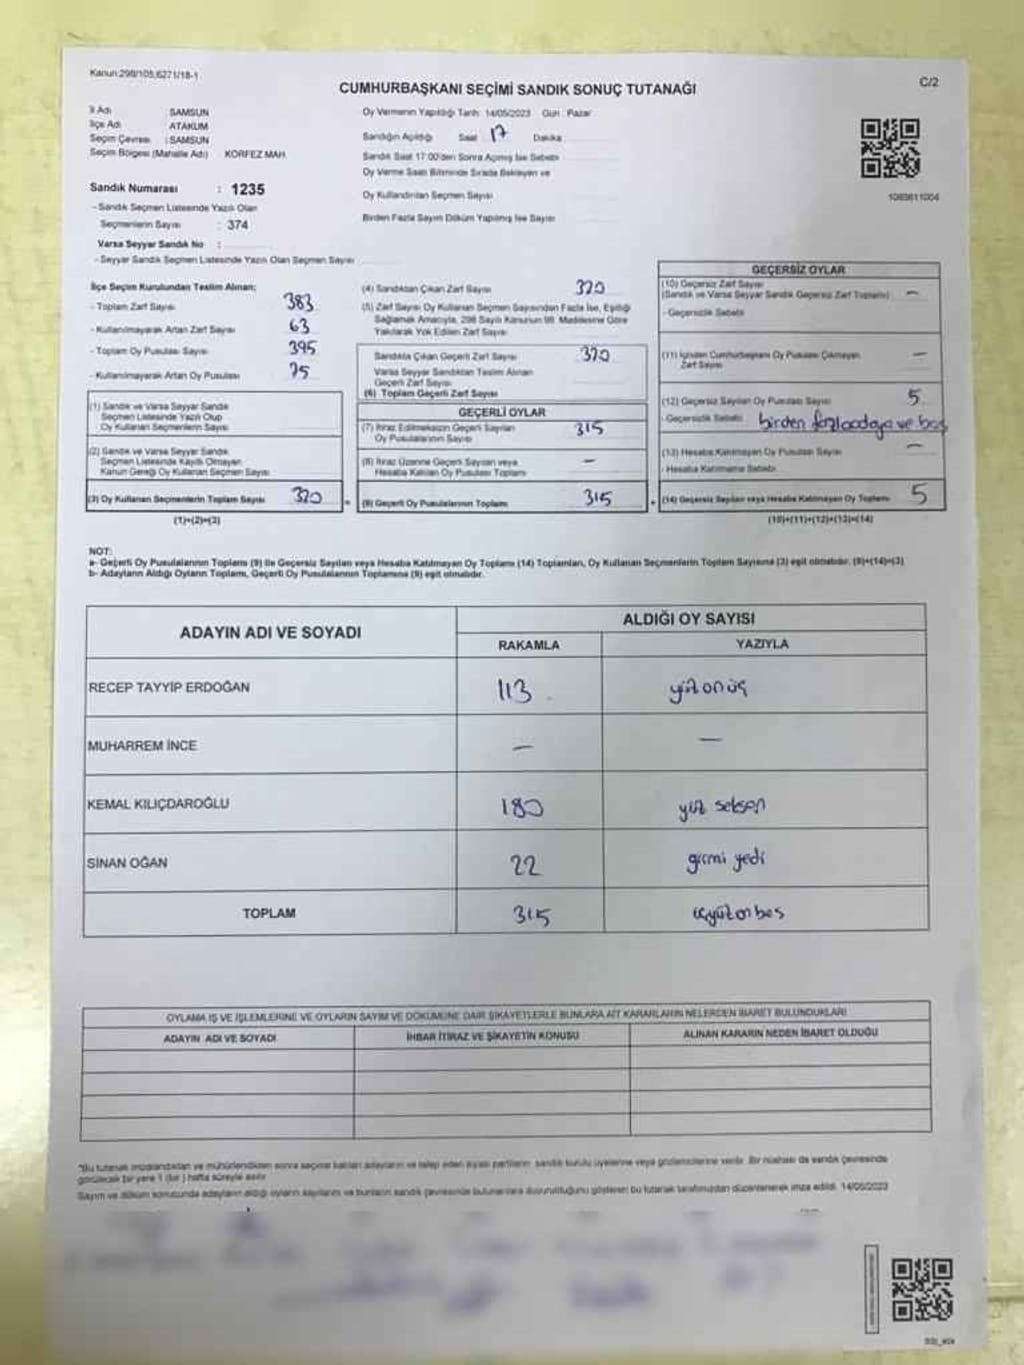 Kanun:298/105,6271/18-1
C/2
CUMHURBAŞKANI SEÇİMİ SANDIK SONUÇ TUTANAĞI
İl Adı SAMSUN
İlçe Adı ATAKUM
Seçim Çevresi : SAMSUN
Seçim Bölgesi (Mahalle Adı) KÖRFEZ MAH.
Sandık Numarası : 1235
- Sandık Seçmen Listesinde Yazılı Olan
Seçmenlerin Sayısı : 374
Varsa Seyyar Sandık No :
- Seyyar Sandık Seçmen Listesinde Yazılı Olan Seçmen Sayısı
Oy Vermenin Yapıldığı Tarih 14/05/2023 Gün : Pazar
Sandığın Açıldığı Saat 17 Dakika
Sandık Saat 17:00'den Sonra Açılmış İse Sebebi
Oy Verme Saati Bitiminde Sırada Bekleyen ve
Oy Kullandırılan Seçmen Sayısı
Birden Fazla Sayım Döküm Yapılmış İse Sayısı
1085811004
İlçe Seçim Kurulundan Teslim Alınan;
- Toplam Zarf Sayısı 383
- Kullanılmayarak Artan Zarf Sayısı 63
- Toplam Oy Pusulası Sayısı 395
- Kullanılmayarak Artan Oy Pusulası 75
(1) Sandık ve Varsa Seyyar Sandık
Seçmen Listesinde Yazılı Olup
Oy Kullanan Seçmenlerin Sayısı
(2) Sandık ve Varsa Seyyar Sandık
Seçmen Listesinde Kayıtlı Olmayan
Kanun Gereği Oy Kullanan Seçmen Sayısı
(3) Oy Kullanan Seçmenlerin Toplam Sayısı 320 =
(1)+(2)=(3)
(4) Sandıktan Çıkan Zarf Sayısı 320
(5) Zarf Sayısı Oy Kullanan Seçmen Sayısından Fazla İse, Eşitliği
Sağlamak Amacıyla, 298 Sayılı Kanunun 98. Maddesine Göre
Yakılarak Yok Edilen Zarf Sayısı
Sandıkta Çıkan Geçerli Zarf Sayısı 320
Varsa Seyyar Sandıktan Teslim Alınan
Geçerli Zarf Sayısı
(6) Toplam Geçerli Zarf Sayısı
GEÇERLİ OYLAR
(7) İtiraz Edilmeksizin Geçerli Sayılan
Oy Pusulalarının Sayısı 315
(8) İtiraz Üzerine Geçerli Sayılan veya
Hesaba Katılan Oy Pusulası Toplamı —
(9) Geçerli Oy Pusulalarının Toplamı 315 +
GEÇERSİZ OYLAR
(10) Geçersiz Zarf Sayısı
(Sandık ve Varsa Seyyar Sandık Geçersiz Zarf Toplamı) —
- Geçersizlik Sebebi
(11) İçinden Cumhurbaşkanı Oy Pusulası Çıkmayan
Zarf Sayısı —
(12) Geçersiz Sayılan Oy Pusulası Sayısı 5
- Geçersizlik Sebebi birden fazla adaya ve boş
(13) Hesaba Katılmayan Oy Pusulası Sayısı —
- Hesaba Katılmama Sebebi
(14) Geçersiz Sayılan veya Hesaba Katılmayan Oy Toplamı 5
(10)+(11)+(12)+(13)=(14)
NOT:
a- Geçerli Oy Pusulalarının Toplamı (9) ile Geçersiz Sayılan veya Hesaba Katılmayan Oy Toplamı (14) Toplamları, Oy Kullanan Seçmenlerin Toplam Sayısına (3) eşit olmalıdır. (9)+(14)=(3)
b- Adayların Aldığı Oyların Toplamı, Geçerli Oy Pusulalarının Toplamına (9) eşit olmalıdır.
ADAYIN ADI VE SOYADI ALDIĞI OY SAYISI
RAKAMLA YAZIYLA
RECEP TAYYİP ERDOĞAN 113 yüzonüç
MUHARREM İNCE — —
KEMAL KILIÇDAROĞLU 180 yüz seksen
SİNAN OĞAN 22 girmi yedi
TOPLAM 315 üçyüzonbes
OYLAMA İŞ VE İŞLEMLERİNE VE OYLARIN SAYIM VE DÖKÜMÜNE DAİR ŞİKAYETLERLE BUNLARA AİT KARARLARIN NELERDEN İBARET BULUNDUKLARI
ADAYIN ADI VE SOYADI İHBAR İTİRAZ VE ŞİKAYETİN KONUSU ALINAN KARARIN NEDEN İBARET OLDUĞU
"Bu tutanak imzalandıktan ve mühürlendikten sonra seçime katılan adayların ve talep eden siyasi partilerin sandık kurulu üyelerine veya gözlemcilerine verilir. Bir nüshası da sandık çevresinde
görülecek bir yere 1 (bir) hafta süreyle asılır
Sayım ve döküm sonucunda adayların aldığı oyların sayılarını ve bunların sandık çevresinde bulunanlara duyurulduğunu gösteren bu tutanak tarafımızdan düzenlenerek imza edildi. 14/05/2023